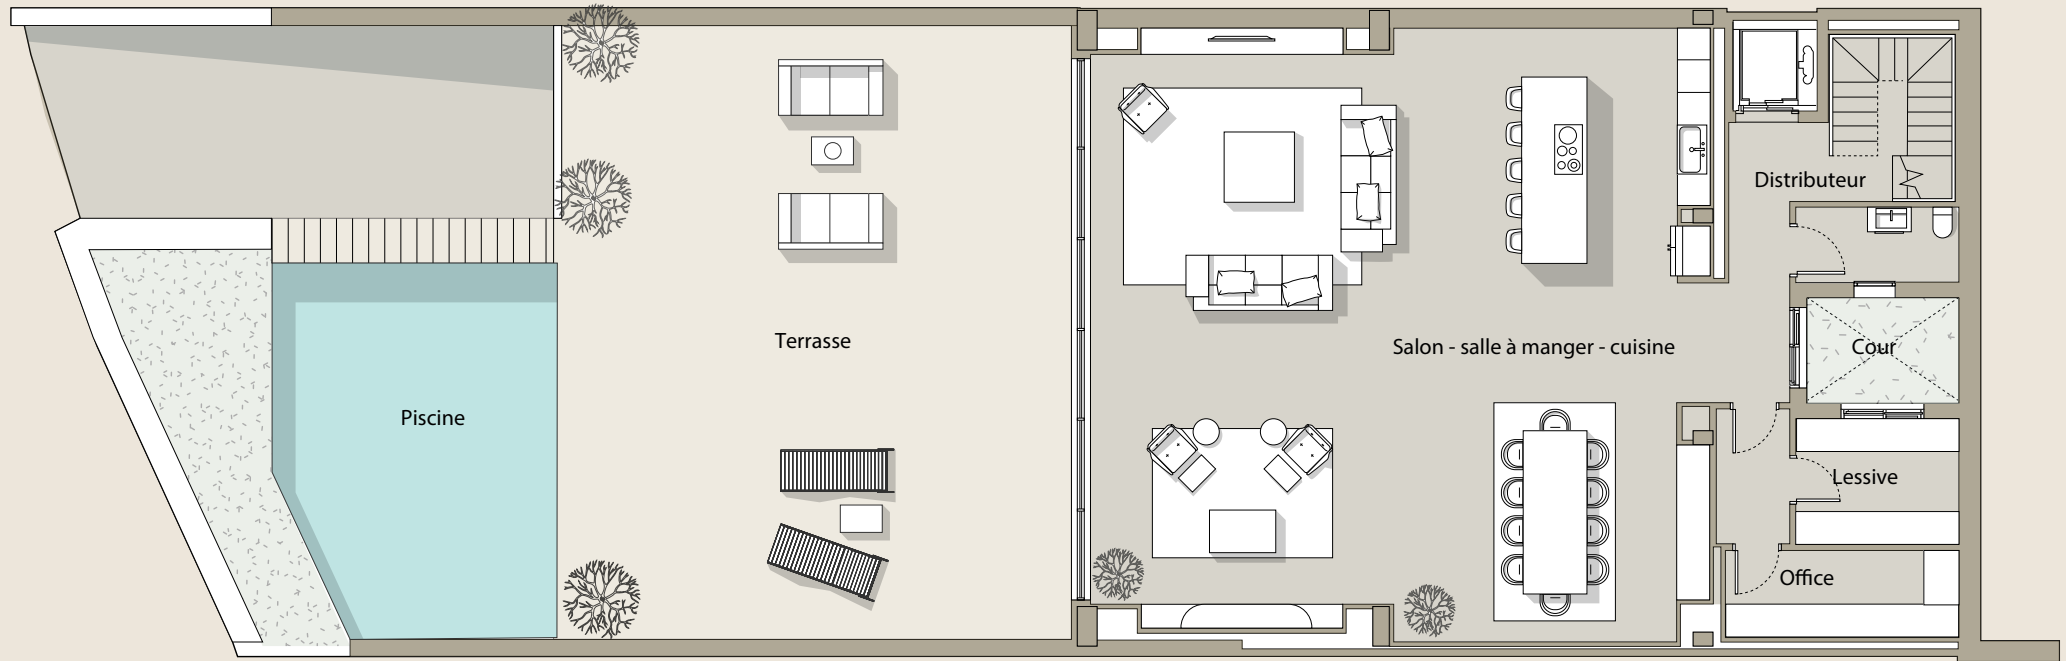 Distributeur
Terrasse
Salon - salle à manger - cuisine
Cour
Piscine
Lessive
Office